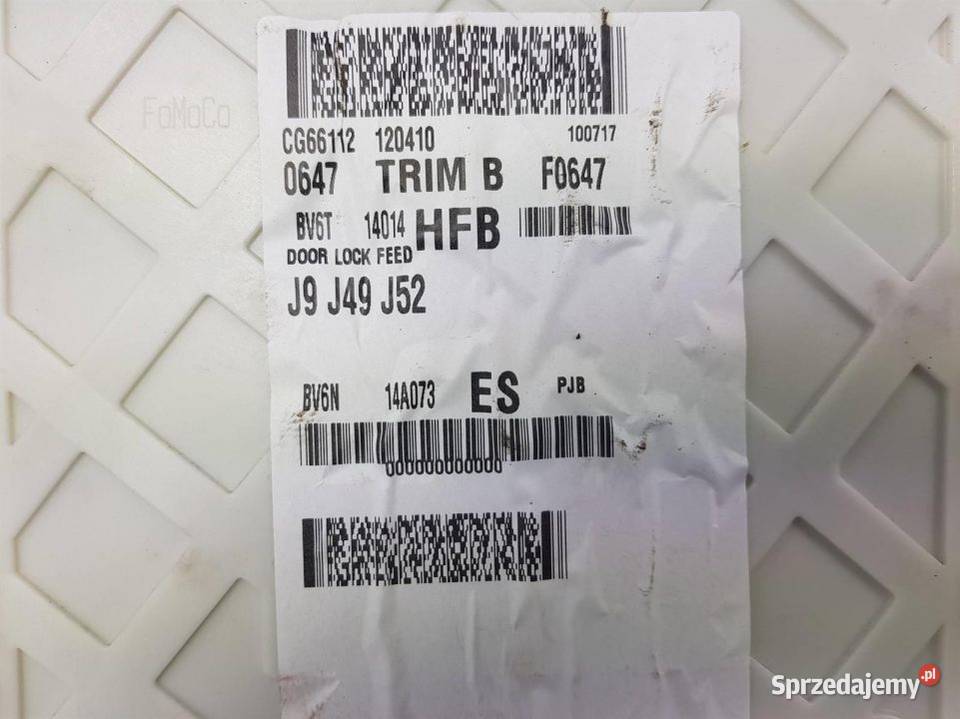 FoMoCo
CG66112 120410 100717
0647 TRIM B F0647
BV6T 14014 HFB
DOOR LOCK FEED
J9 J49 J52
BV6N 14A073 ES PJB
000000000000
Sprzedajemy.pl